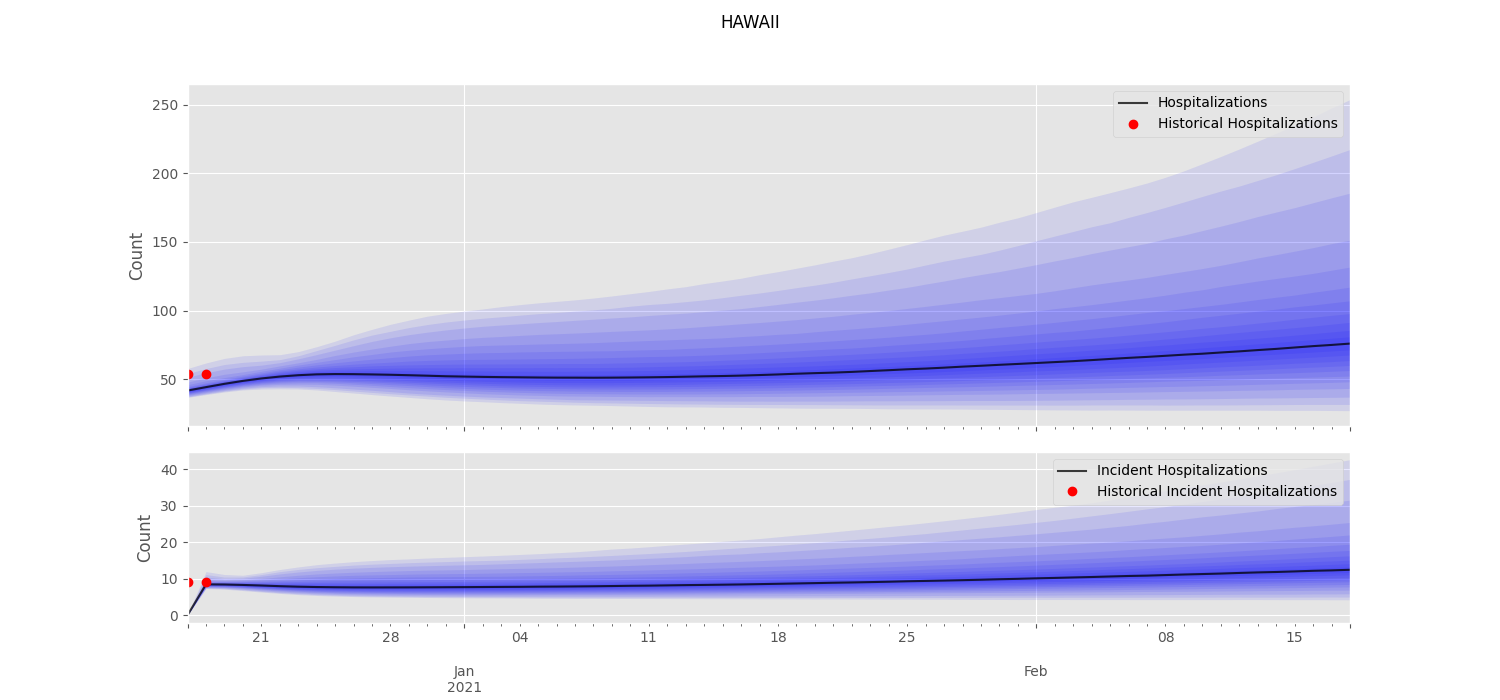 HAWAII
Hospitalizations
Historical Hospitalizations
Count
250
200
150
100
50
Incident Hospitalizations
Historical Incident Hospitalizations
Count
40
30
20
10
0
21 28 04 11 18 25 08 15
Jan Feb
2021